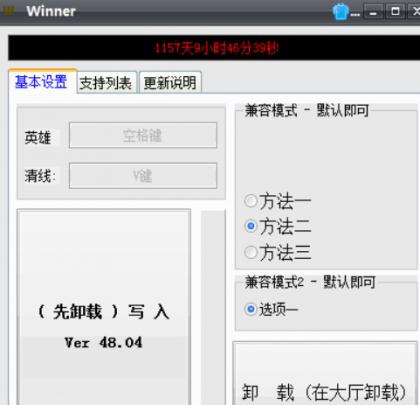 Winner
1157天9小时46分39秒
基本设置 支持列表 更新说明
英雄 空格键
清线: V键
兼容模式 - 默认即可
方法一
方法二
方法三
兼容模式2 - 默认即可
选项一
( 先卸载 ) 写 入
Ver 48.04
卸 载 (在大厅卸载)